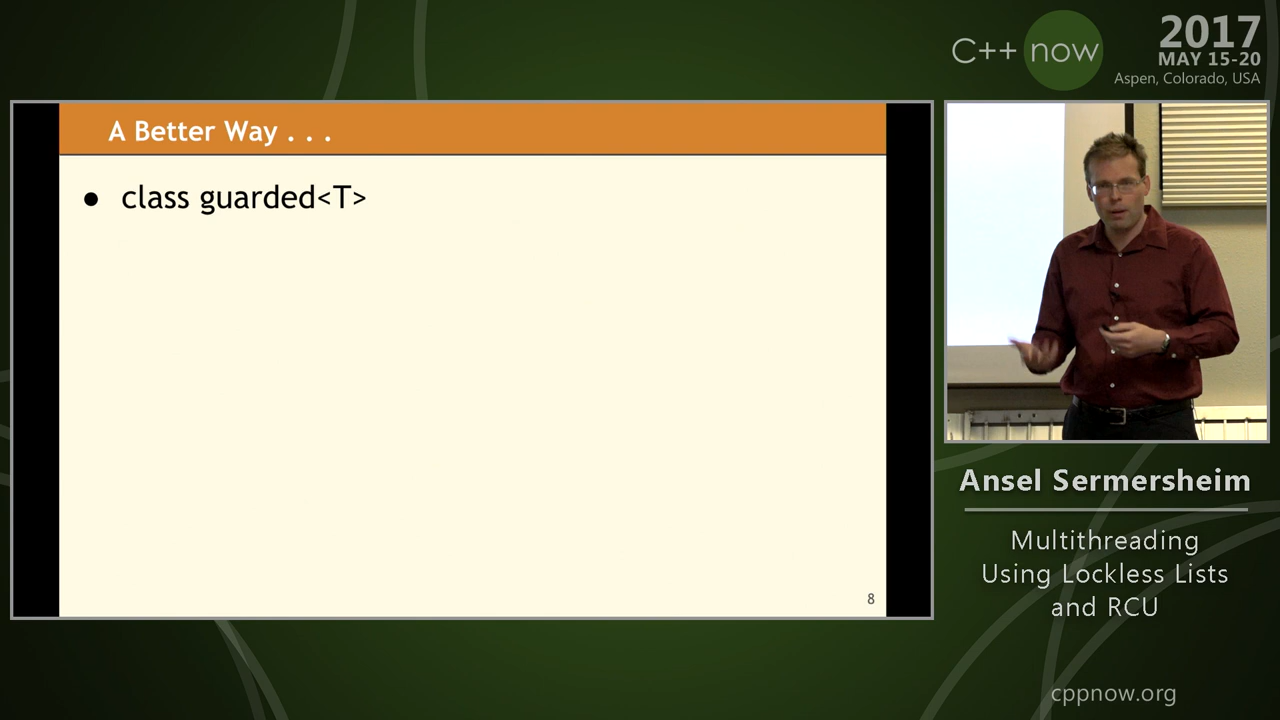 C++ now
2017
MAY 15-20
Aspen, Colorado, USA
A Better Way . . .
● class guarded<T>
8
Ansel Sermersheim
Multithreading
Using Lockless Lists
and RCU
cppnow.org